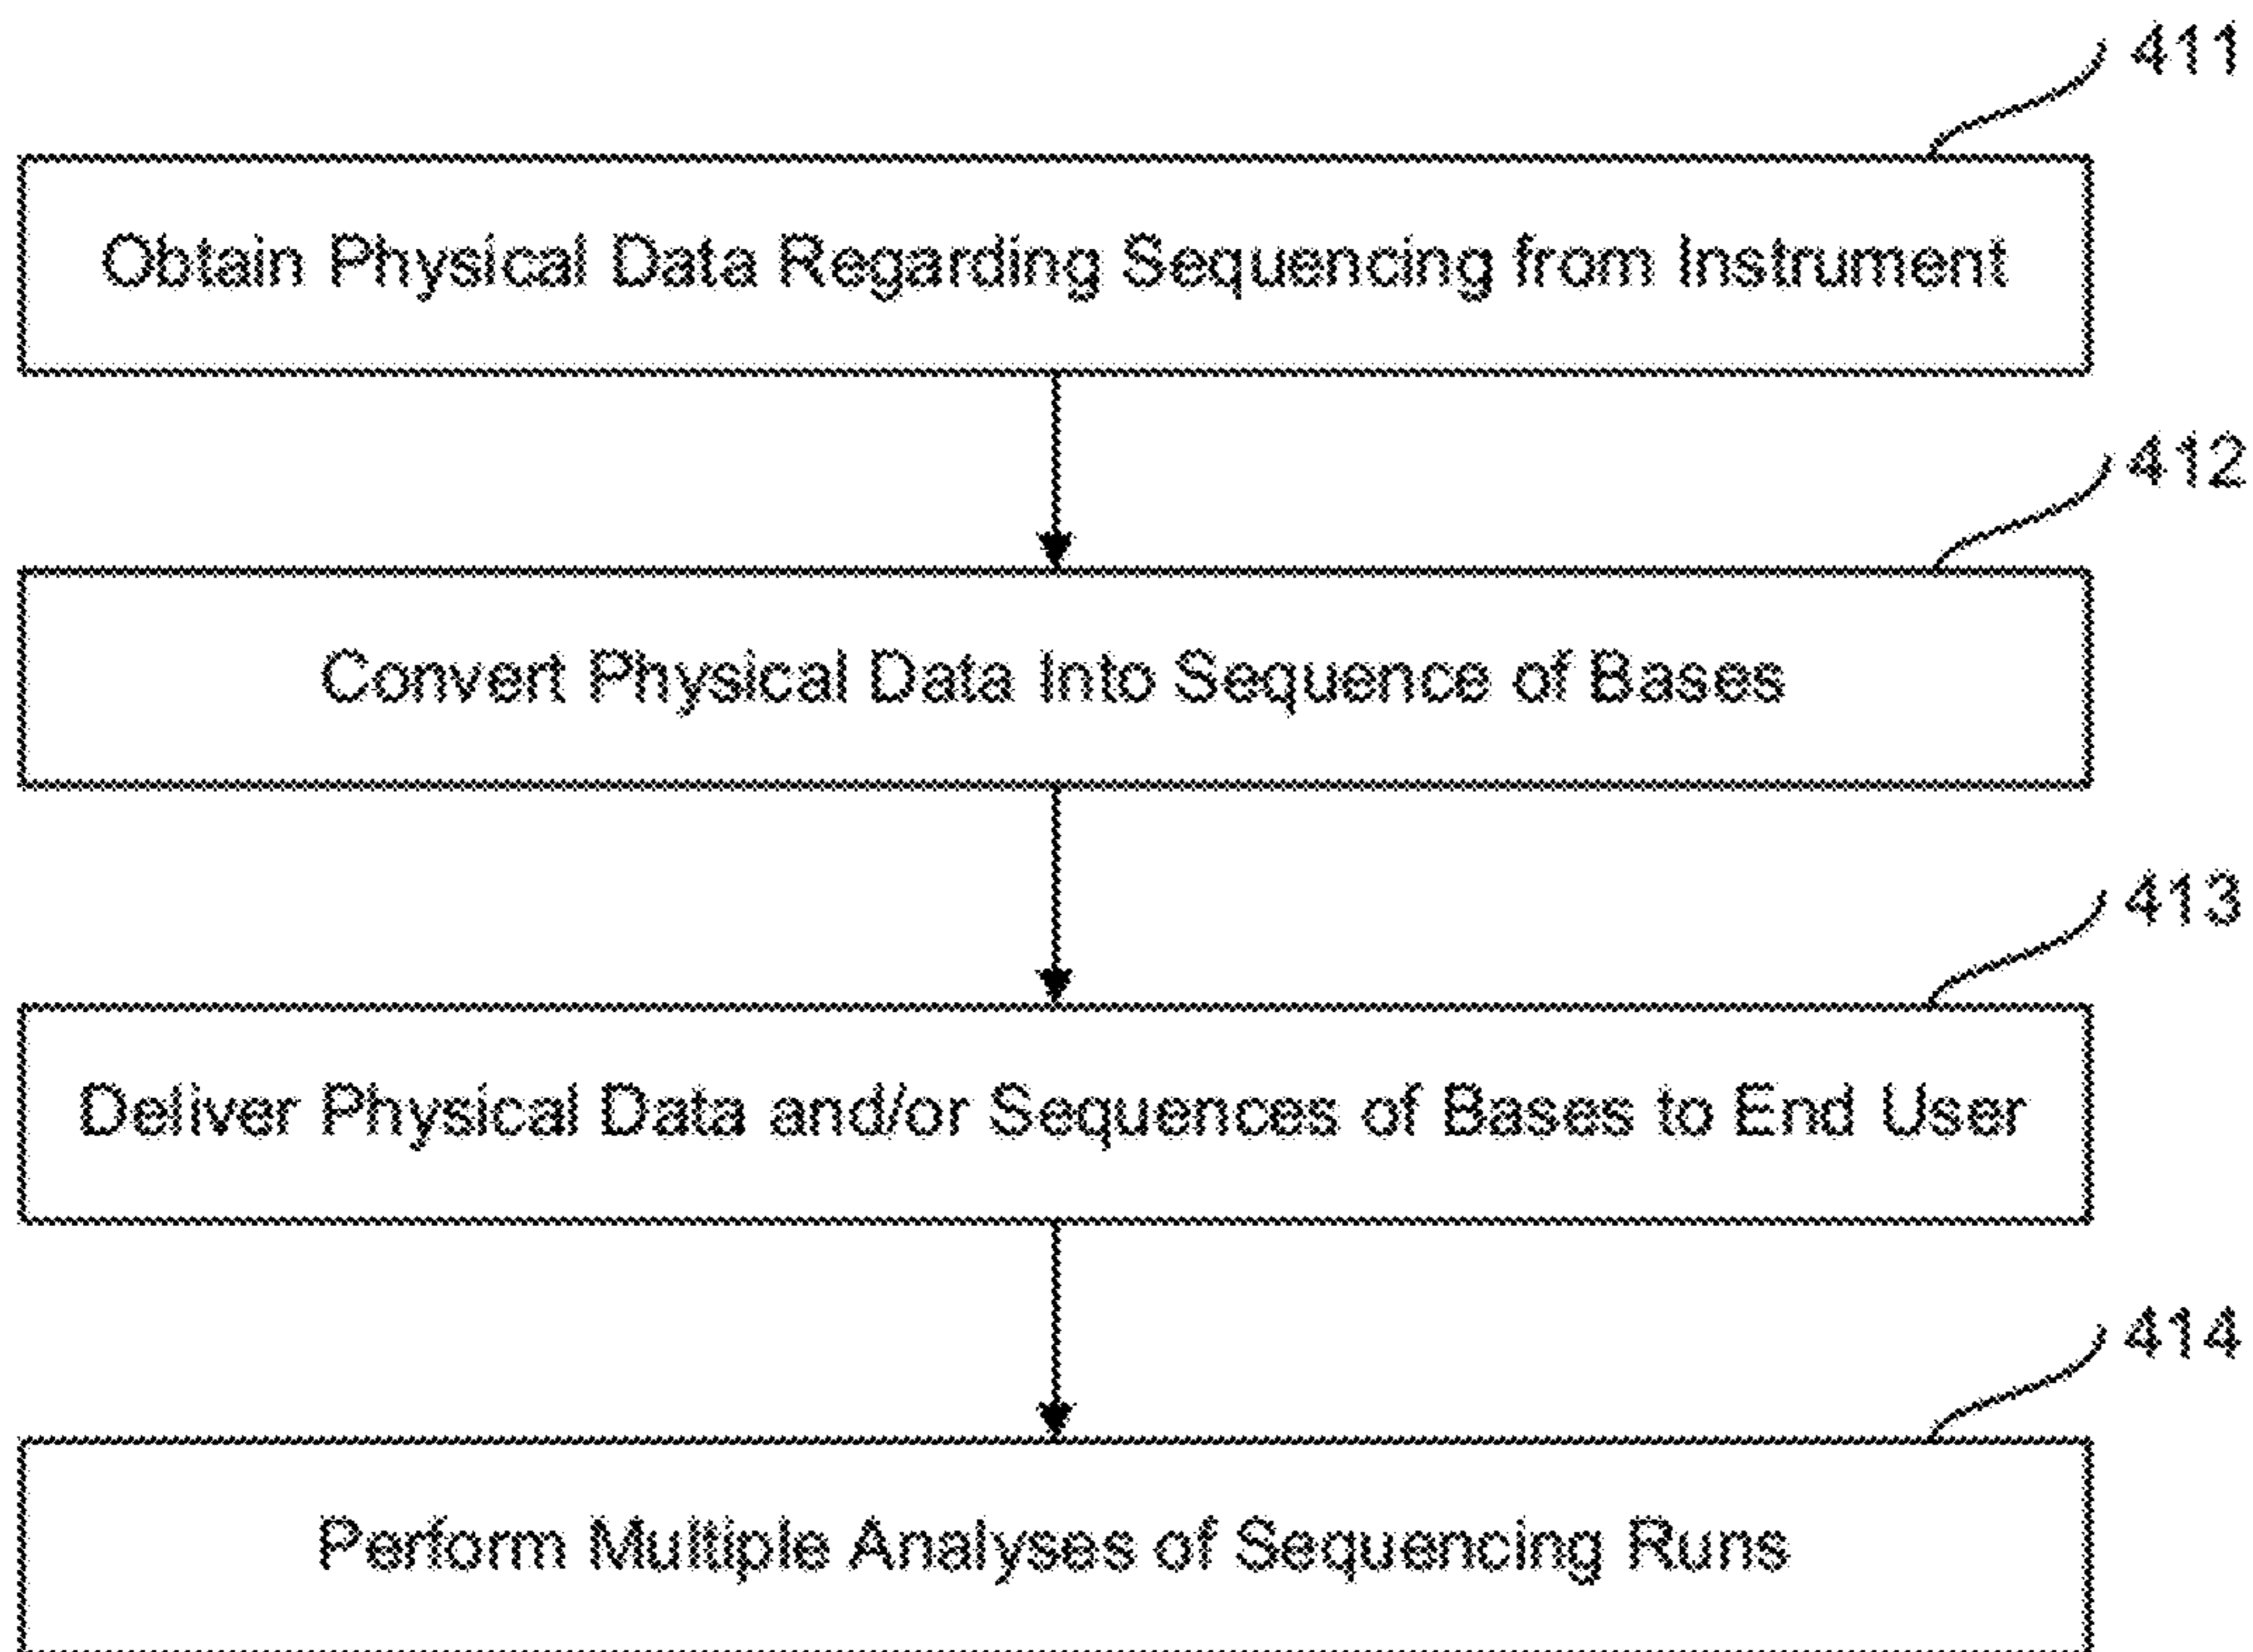 411
Obtain Physical Data Regarding Sequencing from Instrument
412
Convert Physical Data Into Sequence of Bases
413
Deliver Physical Data and/or Sequences of Bases to End User
414
Perform Multiple Analyses of Sequencing Runs